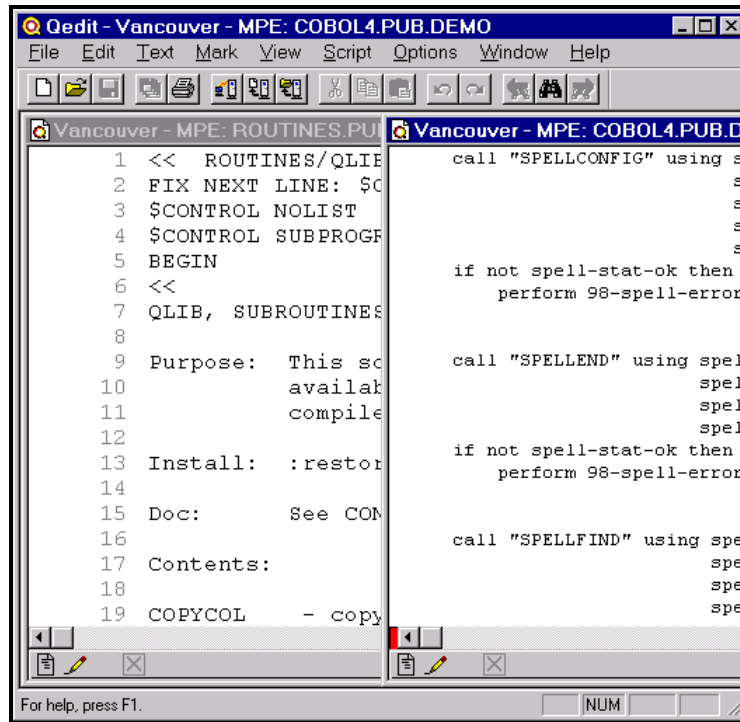 Qedit - Vancouver - MPE: COBOL4.PUB.DEMO
File Edit Text Mark View Script Options Window Help
Vancouver - MPE: ROUTINES.PU
1 << ROUTINES/QLIB
2 FIX NEXT LINE: $C
3 $CONTROL NOLIST
4 $CONTROL SUBPROGR
5 BEGIN
6 <<
7 QLIB, SUBROUTINES
8
9 Purpose: This so
10 availab
11 compile
12
13 Install: :restor
14
15 Doc: See CON
16
17 Contents:
18
19 COPYCOL - copy
Vancouver - MPE: COBOL4.PUB.D
call "SPELLCONFIG" using s
s
s
s
s
if not spell-stat-ok then
perform 98-spell-error
call "SPELLEND" using spel
spel
spel
spel
if not spell-stat-ok then
perform 98-spell-error
call "SPELLFIND" using spe
spe
spe
spe
For help, press F1.
NUM